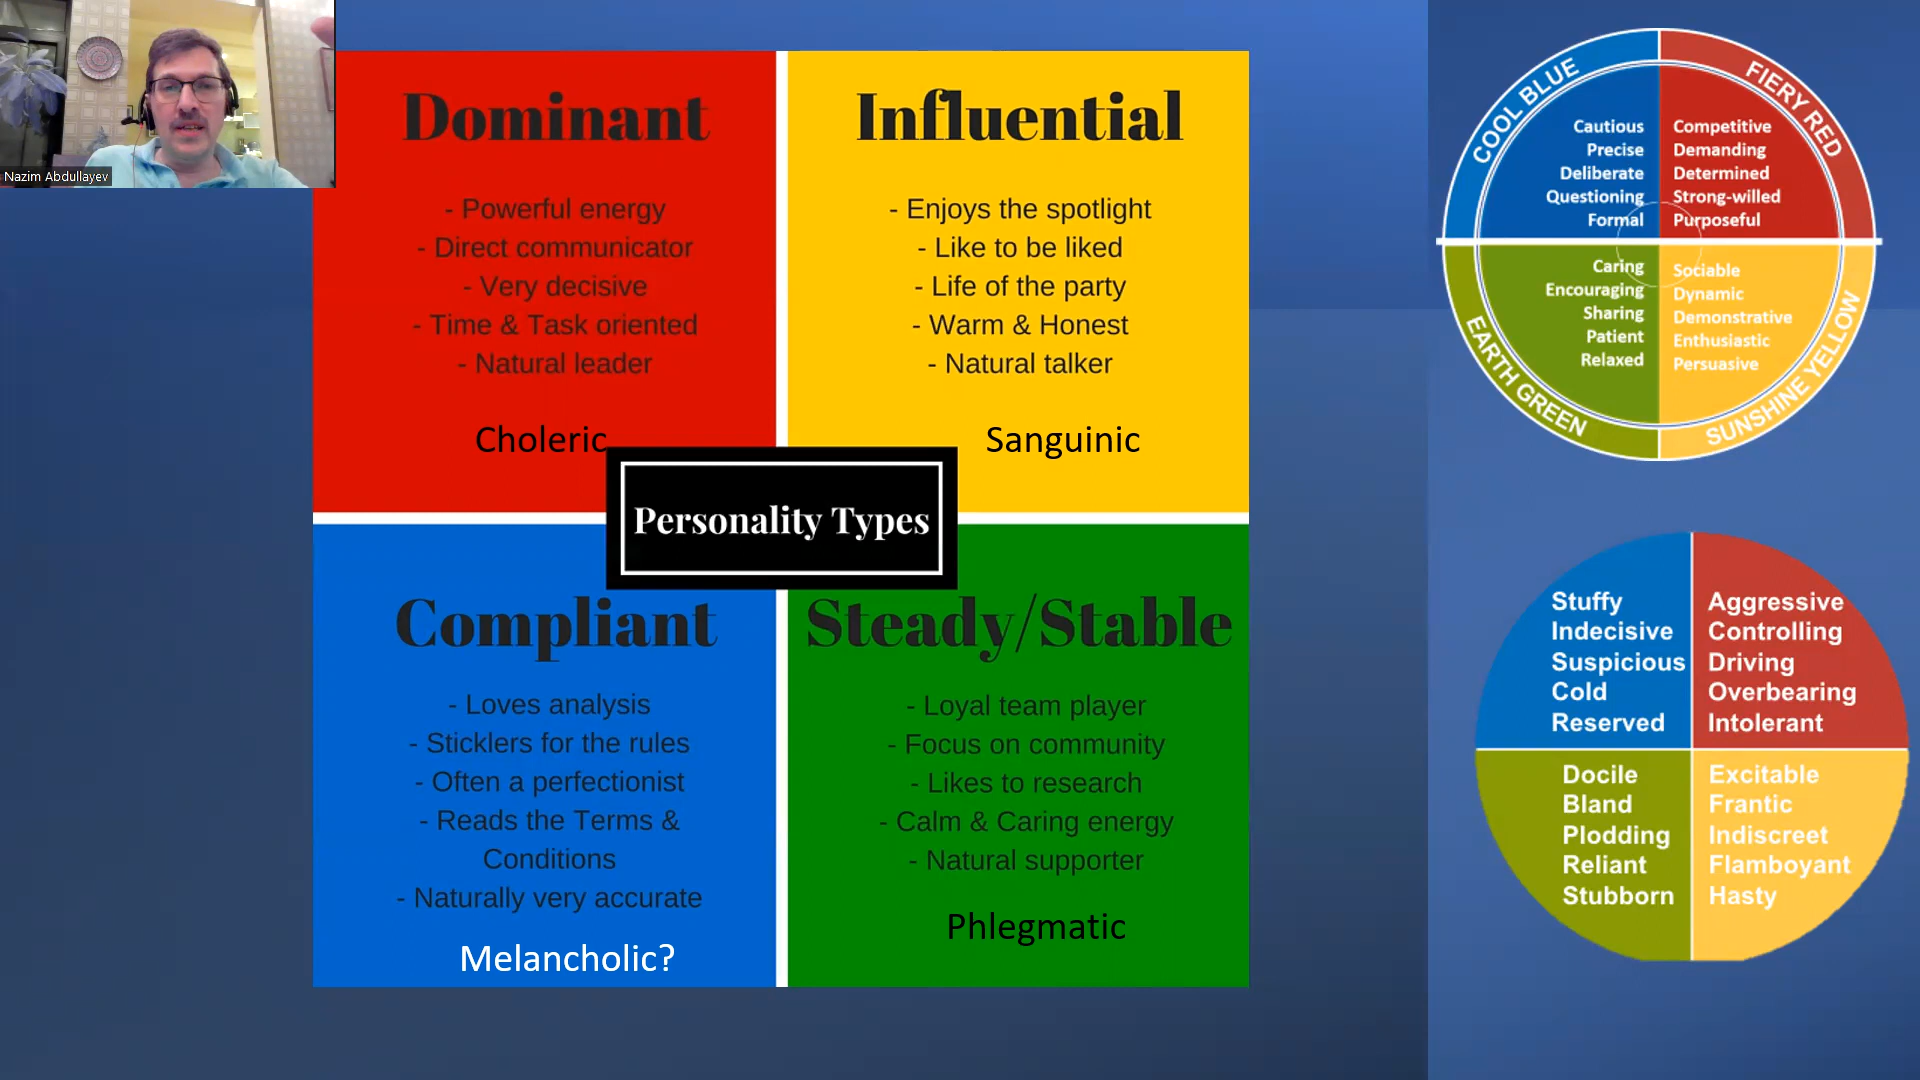 Nazim Abdullayev
Dominant
- Powerful energy
- Direct communicator
- Very decisive
- Time & Task oriented
- Natural leader
Choleric
Influential
- Enjoys the spotlight
- Like to be liked
- Life of the party
- Warm & Honest
- Natural talker
Sanguinic
Personality Types
Compliant
- Loves analysis
- Sticklers for the rules
- Often a perfectionist
- Reads the Terms &
Conditions
- Naturally very accurate
Melancholic?
Steady/Stable
- Loyal team player
- Focus on community
- Likes to research
- Calm & Caring energy
- Natural supporter
Phlegmatic
COOL BLUE
Cautious
Precise
Deliberate
Questioning
Formal
FIERY RED
Competitive
Demanding
Determined
Strong-willed
Purposeful
EARTH GREEN
Caring
Encouraging
Sharing
Patient
Relaxed
SUNSHINE YELLOW
Sociable
Dynamic
Demonstrative
Enthusiastic
Persuasive
Stuffy
Indecisive
Suspicious
Cold
Reserved
Aggressive
Controlling
Driving
Overbearing
Intolerant
Docile
Bland
Plodding
Reliant
Stubborn
Excitable
Frantic
Indiscreet
Flamboyant
Hasty